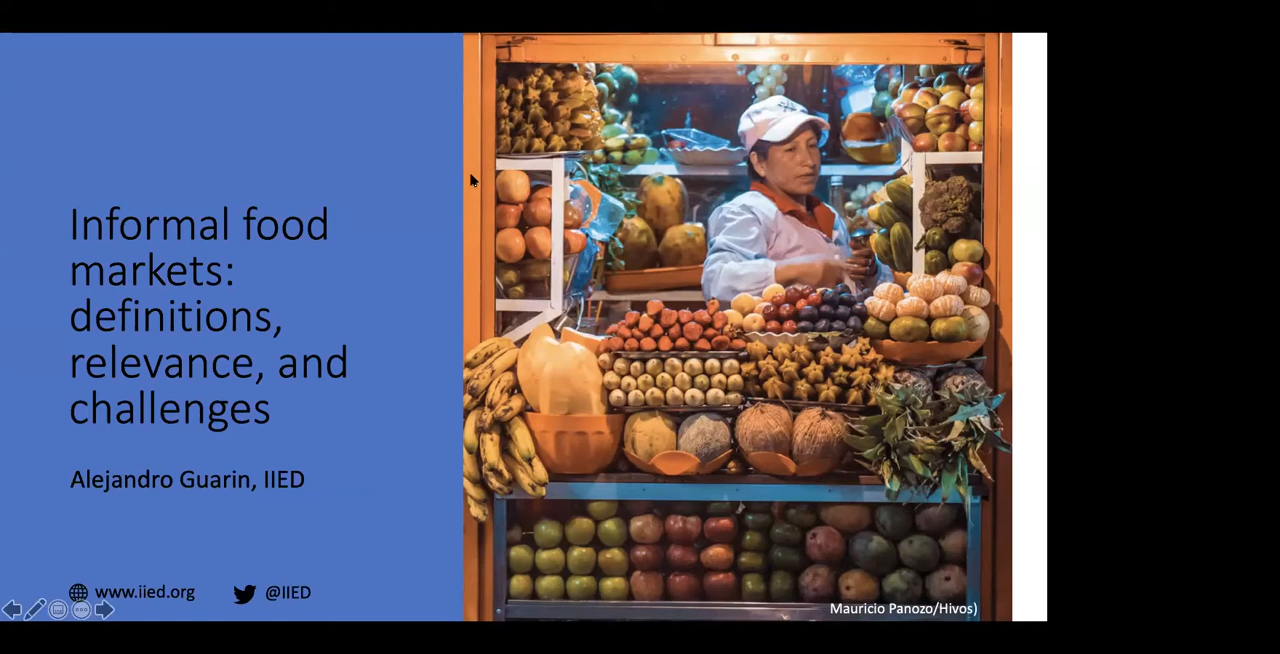 Informal food
markets:
definitions,
relevance, and
challenges
Alejandro Guarin, IIED
www.iied.org @IIED
Mauricio Panozo/Hivos)